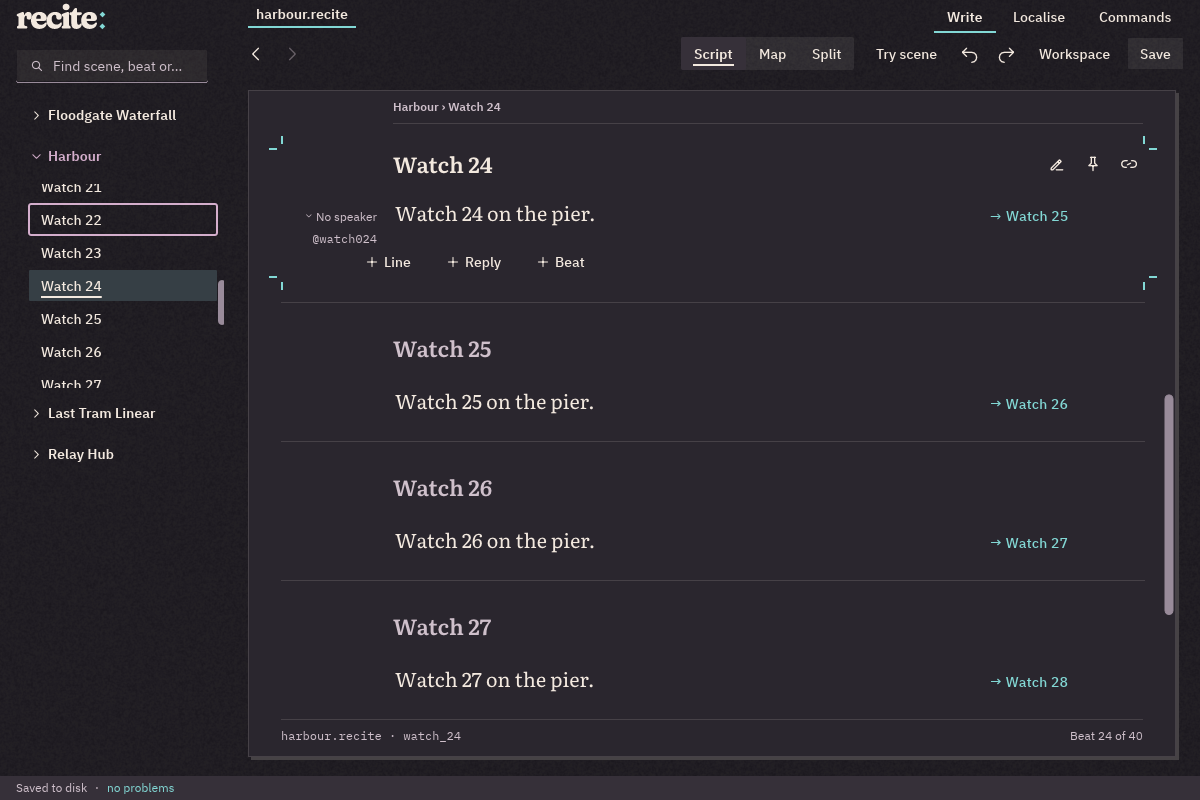 recite:
harbour.recite
Write Localise Commands
Find scene, beat or...
Script Map Split Try scene Workspace Save
Floodgate Waterfall
Harbour
Watch 21
Watch 22
Watch 23
Watch 24
Watch 25
Watch 26
Watch 27
Last Tram Linear
Relay Hub
Harbour › Watch 24
Watch 24
No speaker
Watch 24 on the pier.
→ Watch 25
@watch024
+ Line + Reply + Beat
Watch 25
Watch 25 on the pier.
→ Watch 26
Watch 26
Watch 26 on the pier.
→ Watch 27
Watch 27
Watch 27 on the pier.
→ Watch 28
harbour.recite · watch_24
Beat 24 of 40
Saved to disk · no problems